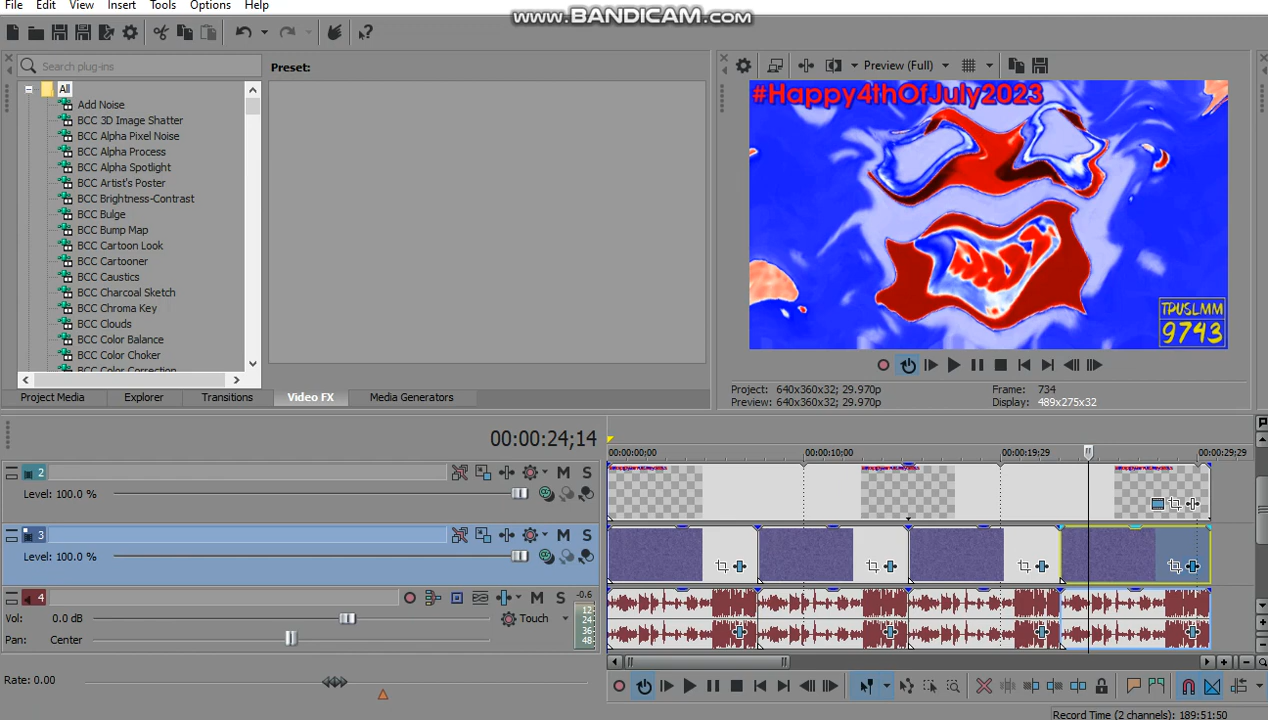 File Edit View Insert Tools Options Help
www.BANDICAM.com
Search plug-ins
Preset:
Preview (Full)
All
Add Noise
BCC 3D Image Shatter
BCC Alpha Pixel Noise
BCC Alpha Process
BCC Alpha Spotlight
BCC Artist's Poster
BCC Brightness-Contrast
BCC Bulge
BCC Bump Map
BCC Cartoon Look
BCC Cartooner
BCC Caustics
BCC Charcoal Sketch
BCC Chroma Key
BCC Clouds
BCC Color Balance
BCC Color Choker
BCC Color Correction
#Happy4thOfJuly2023
TPUSLMM
9743
Project Media Explorer Transitions Video FX Media Generators
Project: 640x360x32; 29.970p
Preview: 640x360x32; 29.970p
Frame: 734
Display: 489x275x32
00:00:24;14
00:00:00;00 00:00:10;00 00:00:19;29 00:00:29;29
2 M S
Level: 100.0 %
3 M S
Level: 100.0 %
4 M S -0.6
Vol: 0.0 dB Touch
Pan: Center
12
24
36
48
Rate: 0.00
Record Time (2 channels): 189:51:50